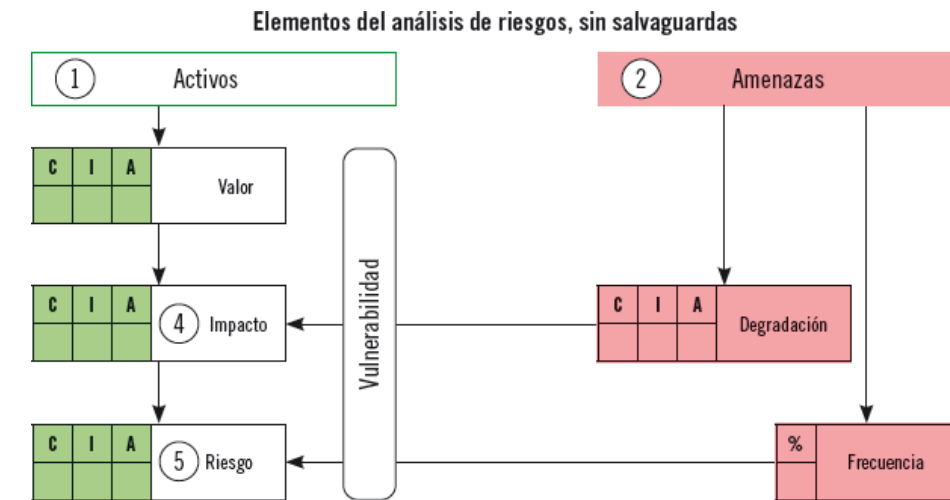 Elementos del análisis de riesgos, sin salvaguardas
1 Activos
2 Amenazas
C I A Valor
Vulnerabilidad
C I A 4 Impacto
C I A Degradación
C I A 5 Riesgo
% Frecuencia